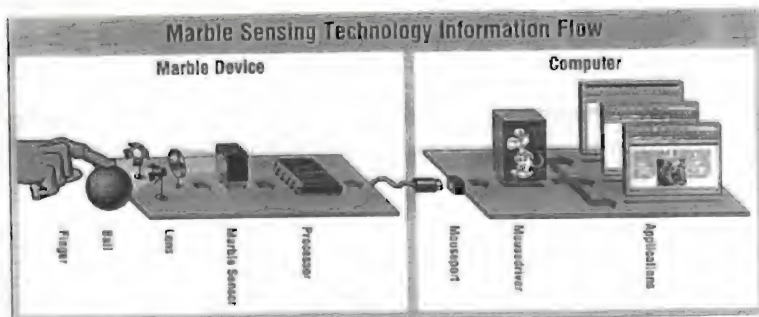 Marble Sensing Technology Information Flow
Marble Device
Computer
Finger
Ball
Lens
Marble Sensor
Processor
Mouseport
Mousedriver
Applications